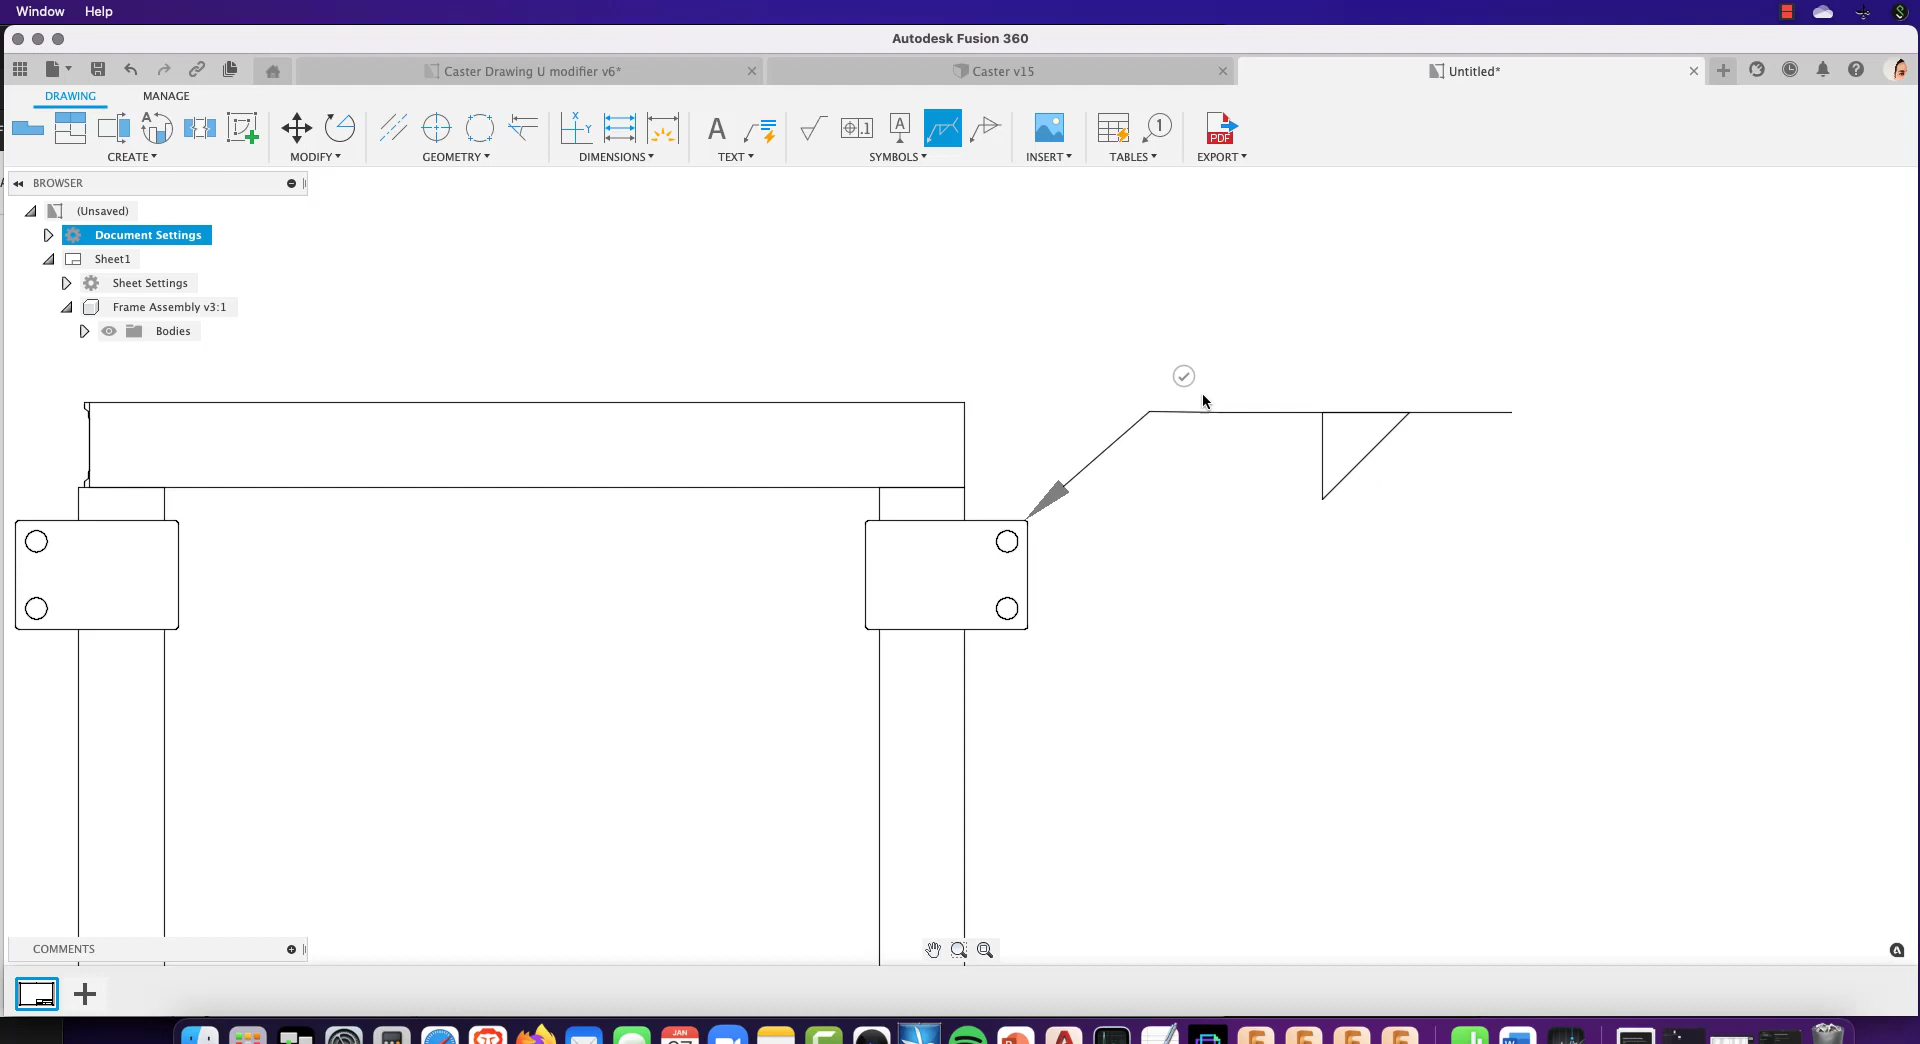 Window Help
Autodesk Fusion 360
Caster Drawing U modifier v6*
Caster v15
Untitled*
DRAWING MANAGE
CREATE MODIFY GEOMETRY DIMENSIONS TEXT SYMBOLS INSERT TABLES EXPORT
BROWSER
(Unsaved)
Document Settings
Sheet1
Sheet Settings
Frame Assembly v3:1
Bodies
COMMENTS
JAN